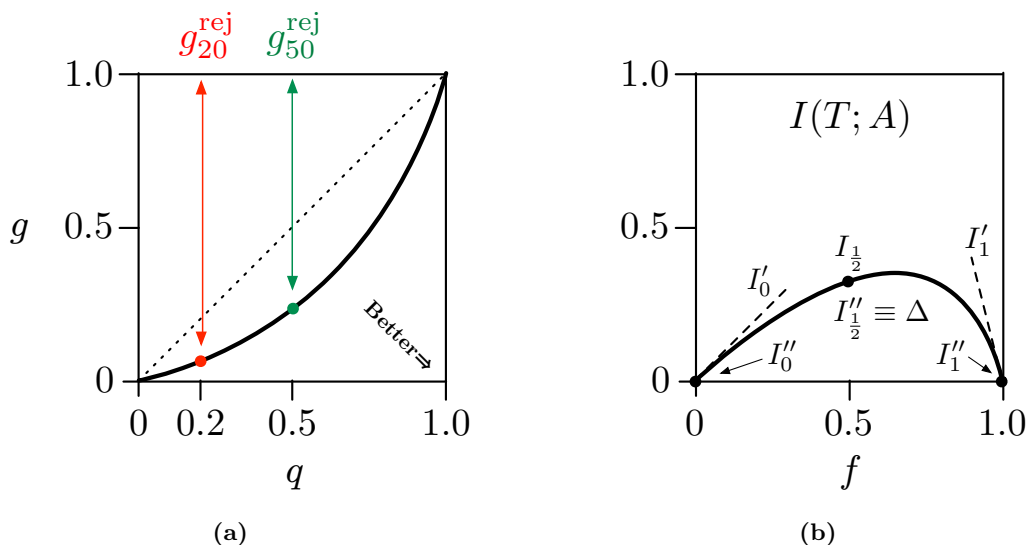 g_{20}^{rej} g_{50}^{rej}
1.0
0.5
g
0
0 0.2 0.5 1.0
q
Better⇒
(a)
1.0
I(T; A)
0.5
I'_0
I_{\frac{1}{2}}
I'_1
I''_{\frac{1}{2}} ≡ Δ
I''_0
I''_1
0
0 0.5 1.0
f
(b)